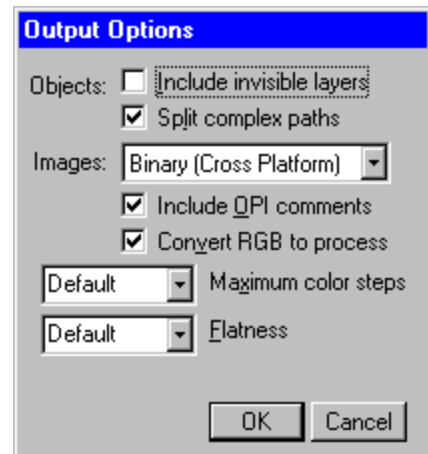 Output Options
Objects: Include invisible layers
Split complex paths
Images: Binary (Cross Platform)
Include OPI comments
Convert RGB to process
Default Maximum color steps
Default Flatness
OK Cancel